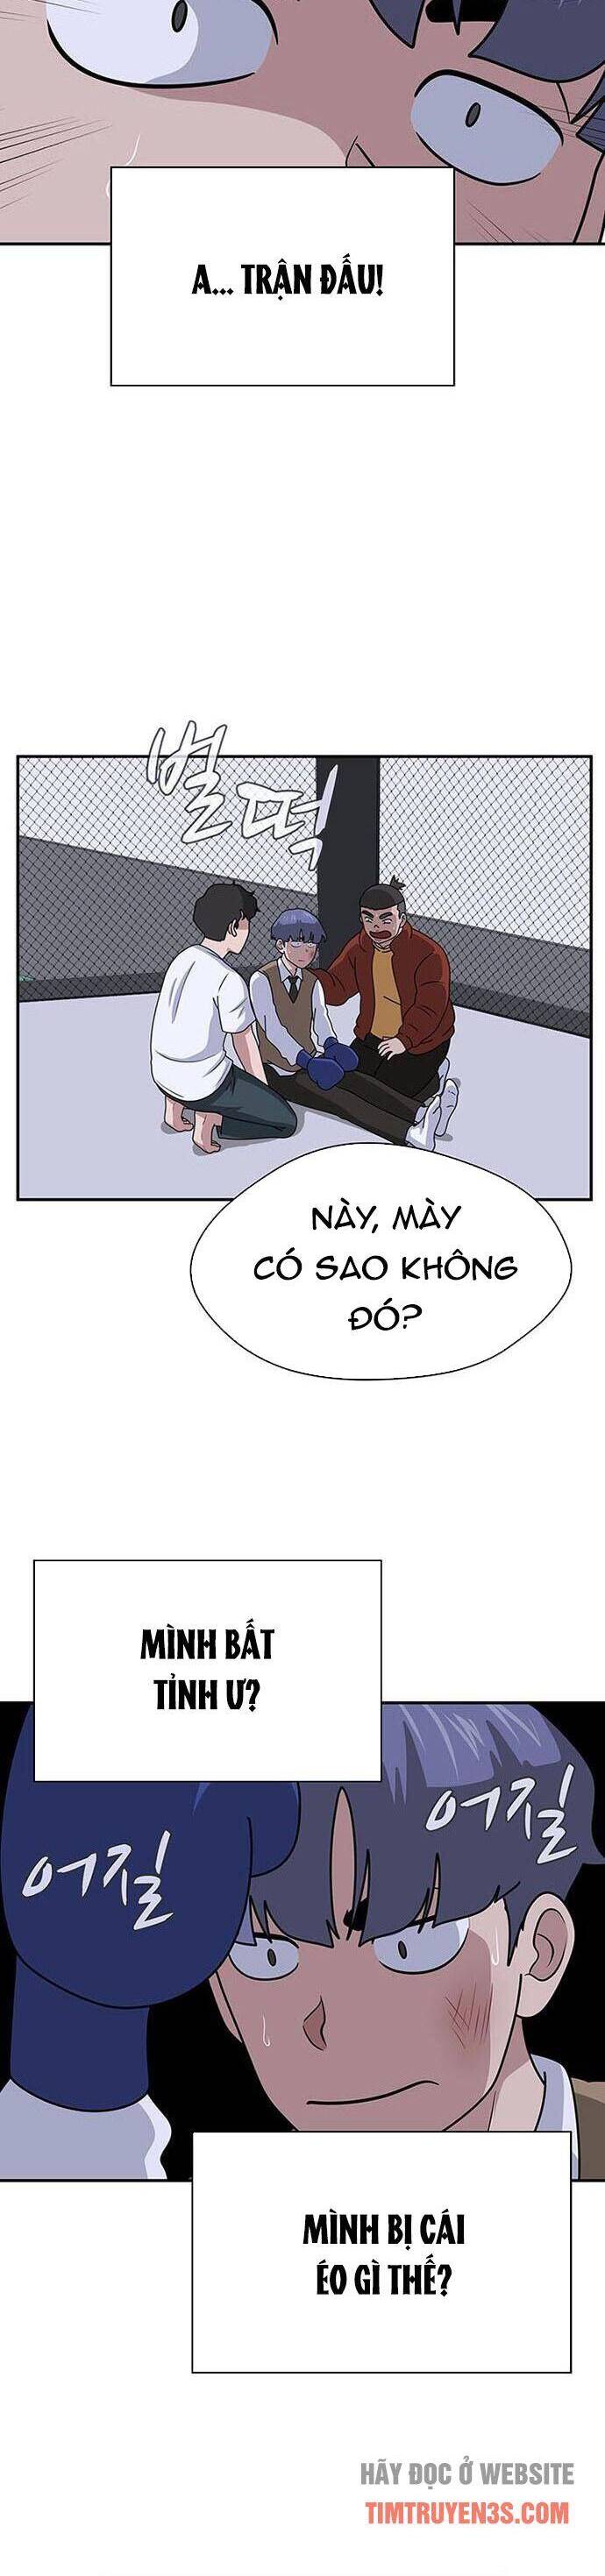 A... TRẬN ĐẤU!
벌떡
NÀY, MÀY
CÓ SAO KHÔNG
ĐÓ?
MÌNH BẤT
TỈNH Ư?
어질
어질
MÌNH BỊ CÁI
ÉO GÌ THẾ?
HÃY ĐỌC Ở WEBSITE
TIMTRUYEN3S.COM